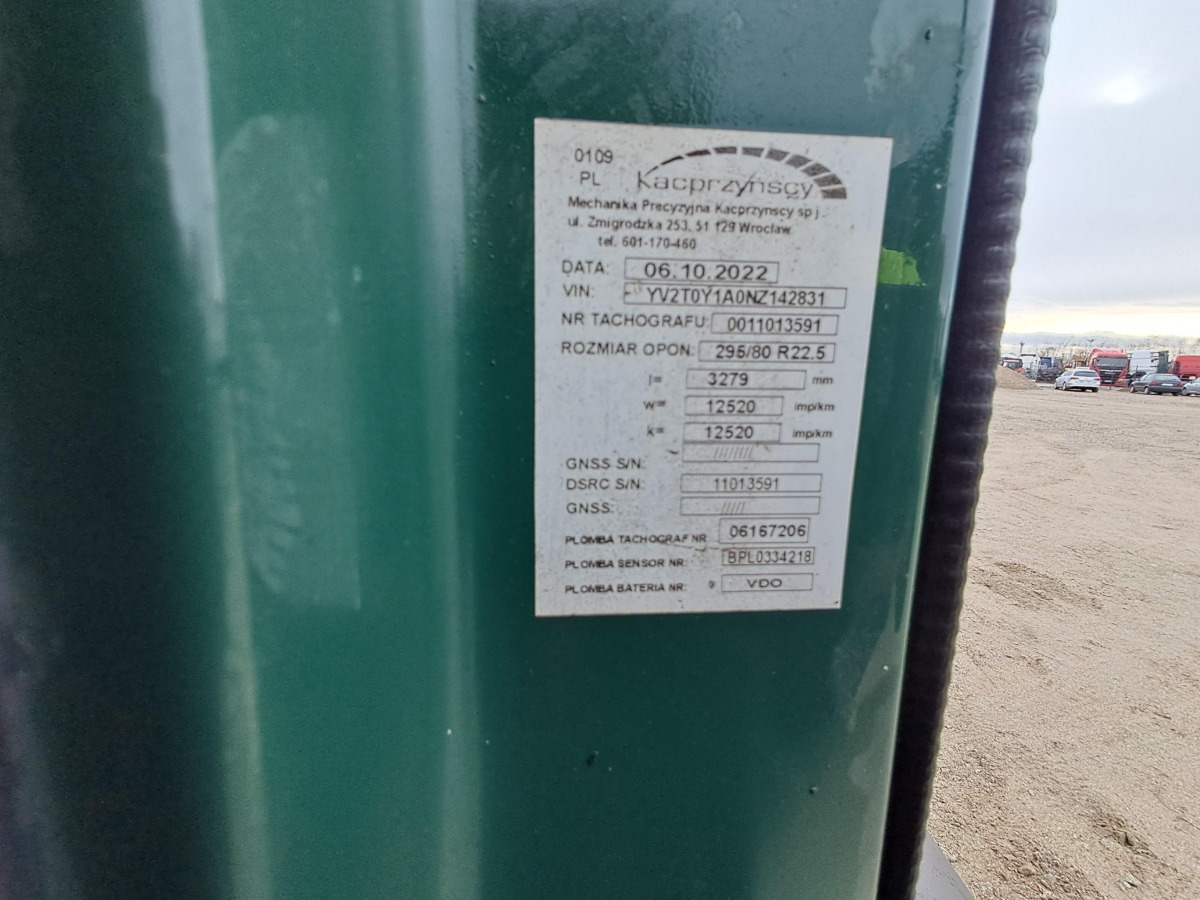 0109
PL Kacprzyńscy
Mechanika Precyzyjna Kacprzynscy sp j.
ul. Zmigrodzka 253, 51 129 Wroclaw
tel. 601-170-460
DATA: 06.10.2022
VIN: YV2T0Y1A0NZ142831
NR TACHOGRAFU: 0011013591
ROZMIAR OPON: 295/80 R22.5
l= 3279 mm
w= 12520 imp/km
k= 12520 imp/km
GNSS S/N: ////////
DSRC S/N: 11013591
GNSS: /////
PLOMBA TACHOGRAF NR 06167206
PLOMBA SENSOR NR: BPL0334218
PLOMBA BATERIA NR: VDO